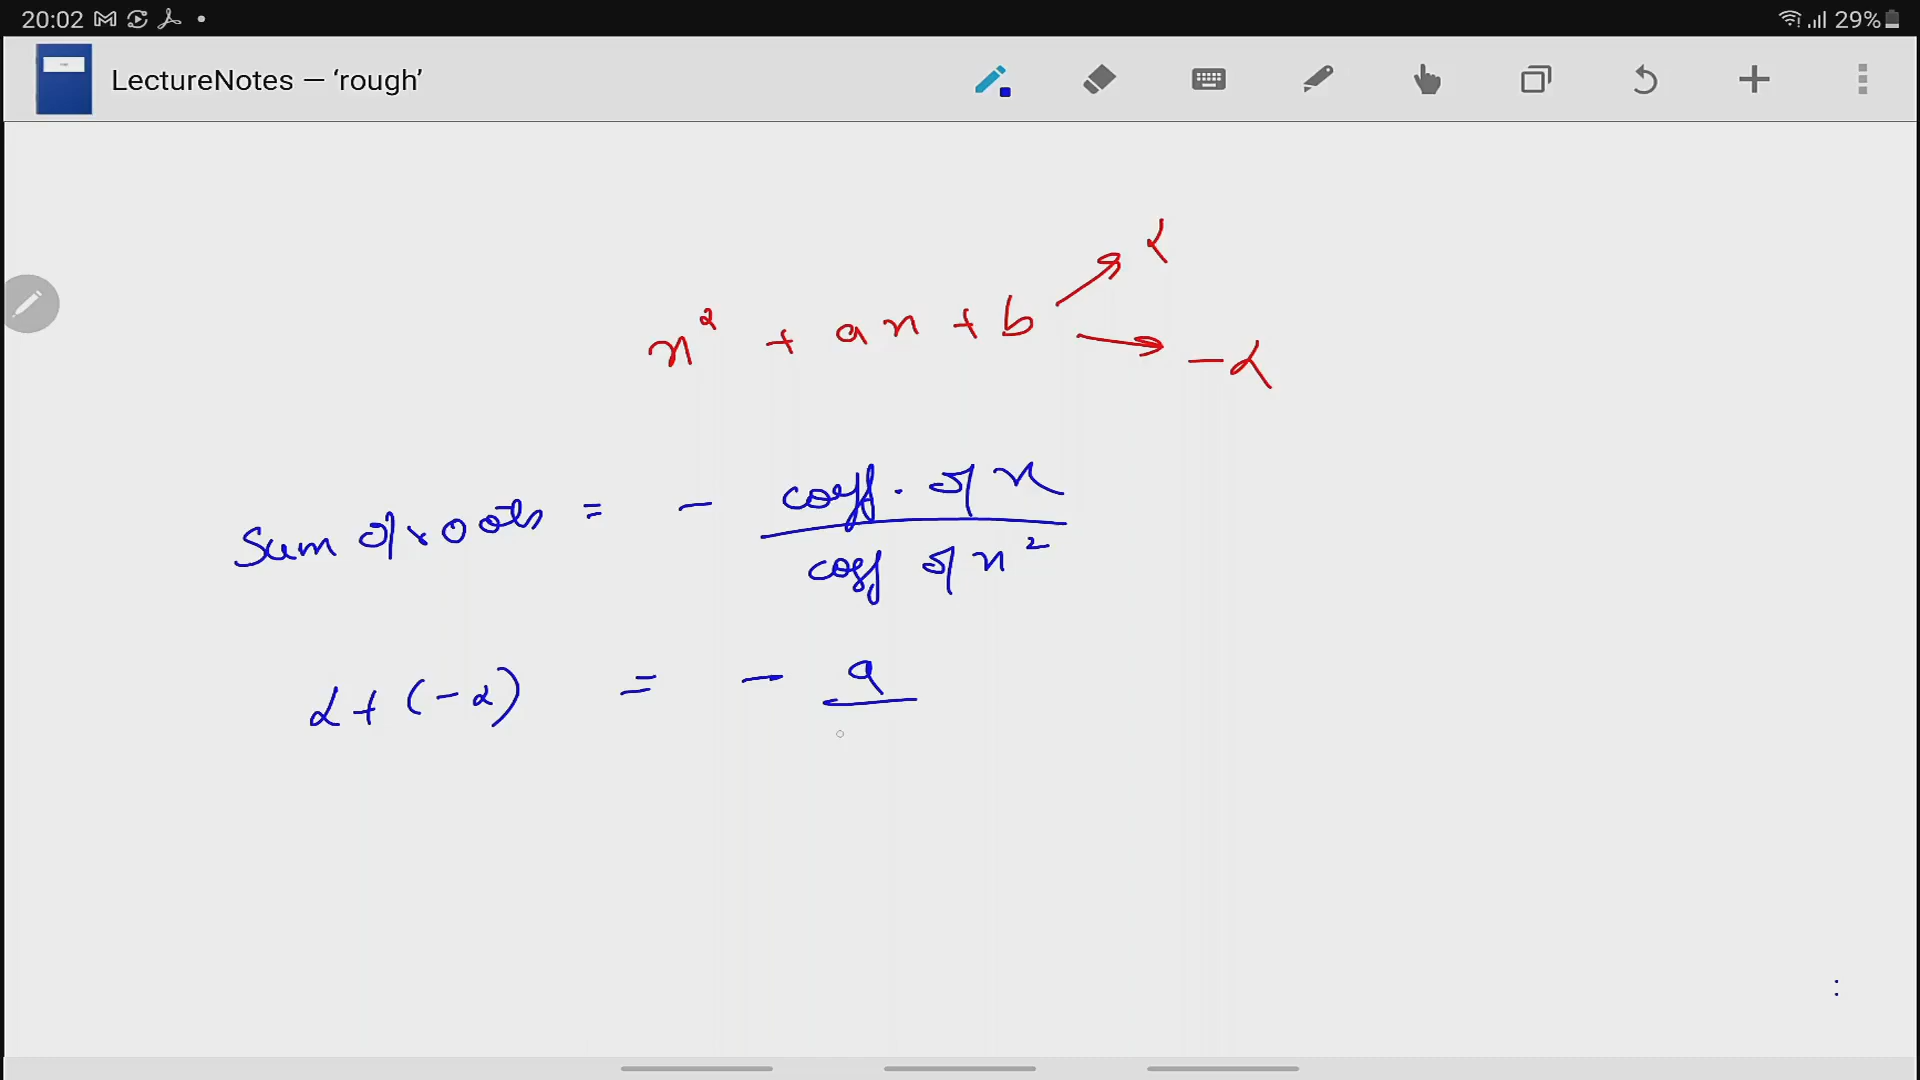 20:02 29%
LectureNotes — ‘rough’
x² + ax + b
α
-α
Sum of roots = - coeff. of x / coeff of x²
α + (-α) = - a /